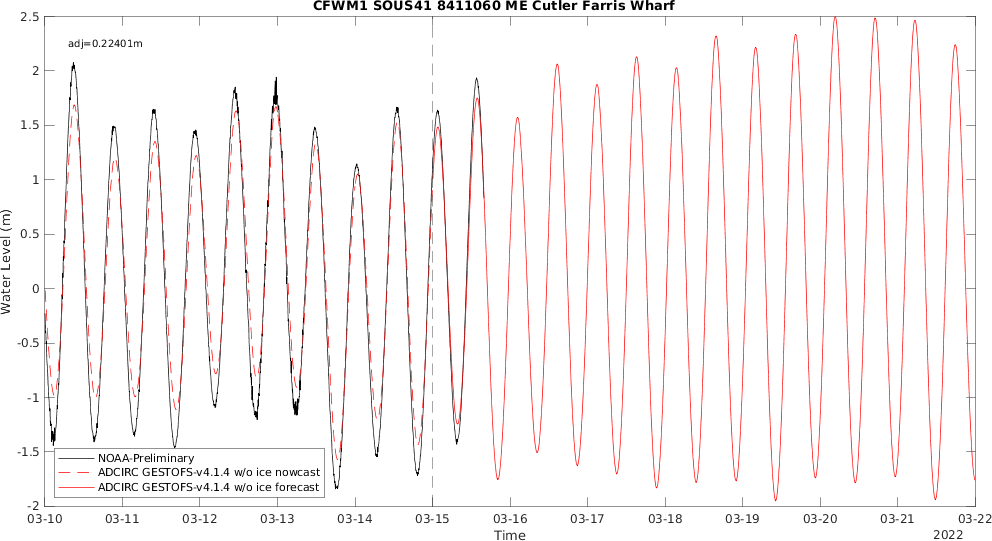 CFWM1 SOUS41 8411060 ME Cutler Farris Wharf
adj=0.22401m
2.5
2
1.5
1
0.5
0
-0.5
-1
-1.5
-2
Water Level (m)
NOAA-Preliminary
ADCIRC GESTOFS-v4.1.4 w/o ice nowcast
ADCIRC GESTOFS-v4.1.4 w/o ice forecast
03-10 03-11 03-12 03-13 03-14 03-15 03-16 03-17 03-18 03-19 03-20 03-21 03-22
Time
2022